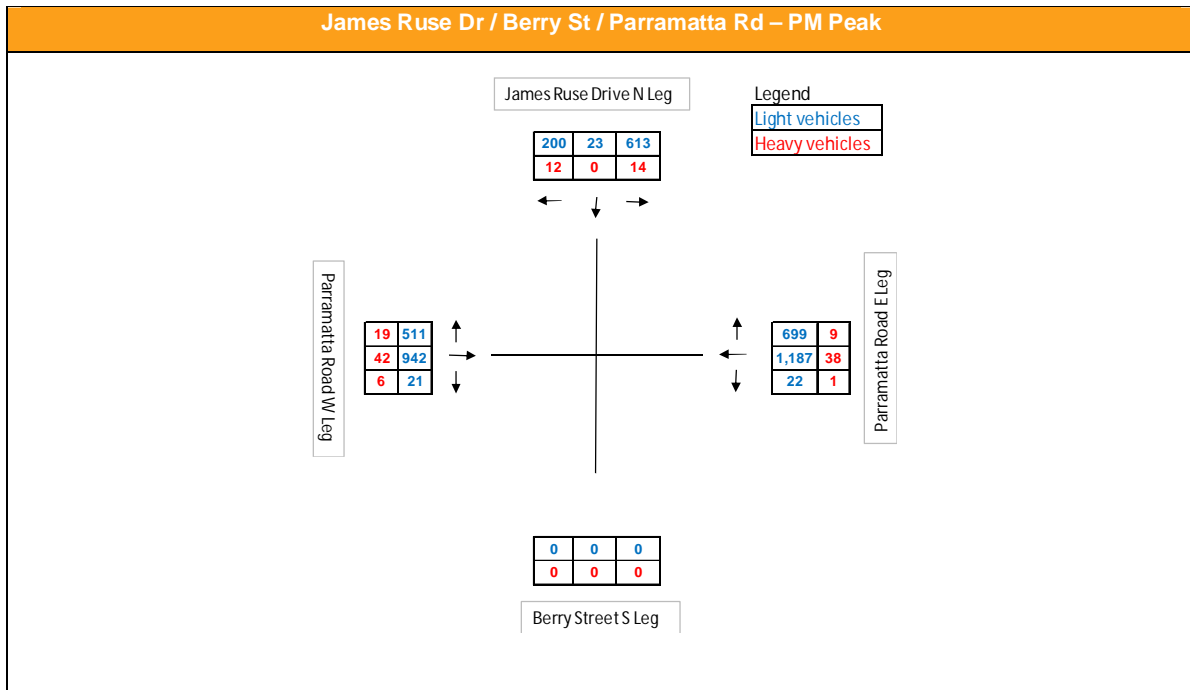 James Ruse Dr / Berry St / Parramatta Rd – PM Peak
James Ruse Drive N Leg
Legend
Light vehicles
Heavy vehicles
200 23 613
12 0 14
Parramatta Road W Leg
19 511
42 942
6 21
699 9
1,187 38
22 1
Parramatta Road E Leg
0 0 0
0 0 0
Berry Street S Leg